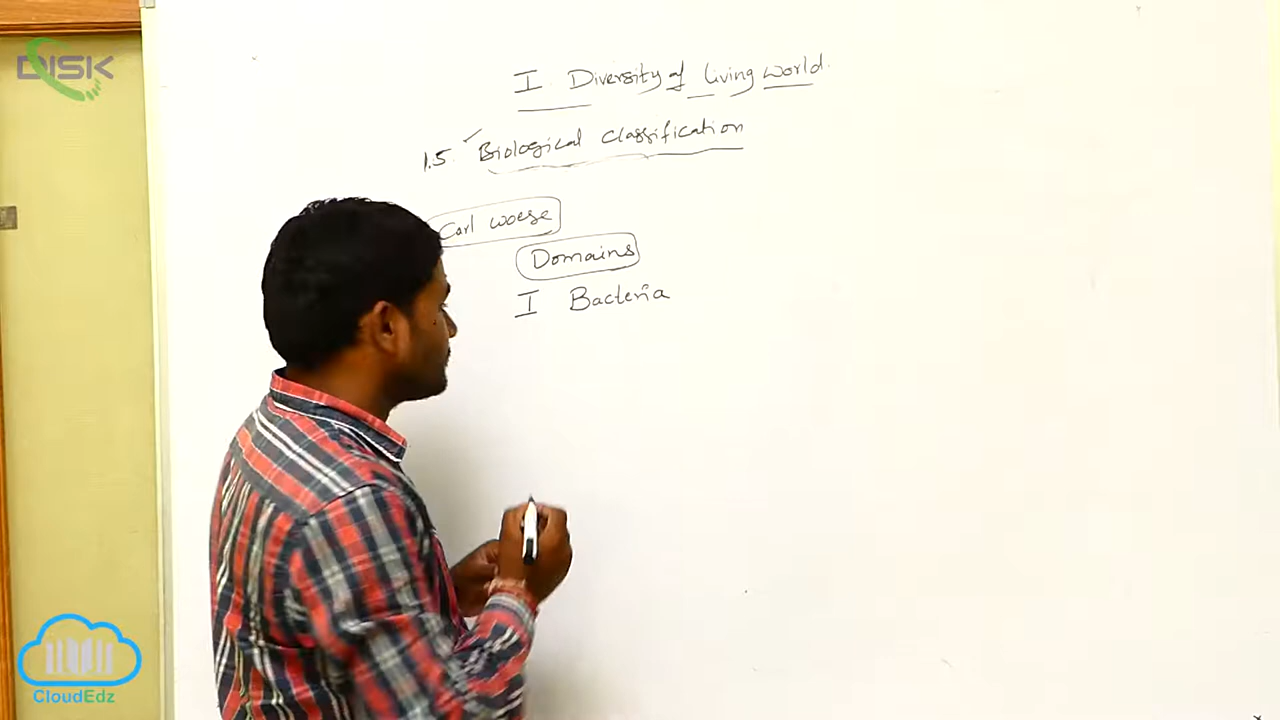 DISK
I. Diversity of living world.
1.5. Biological classification
Carl woese
Domains
I Bacteria
CloudEdz